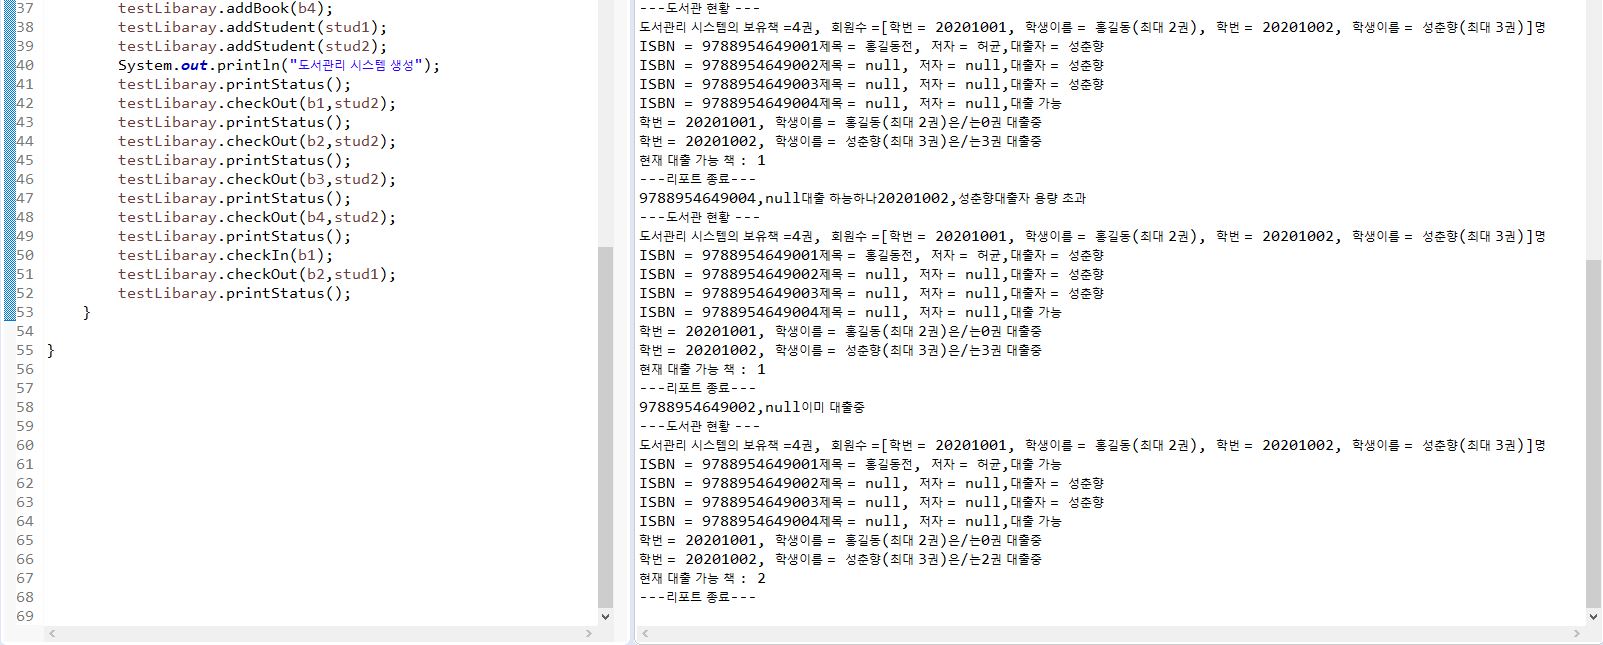 37 testLibaray.addBook(b4);
38 testLibaray.addStudent(stud1);
39 testLibaray.addStudent(stud2);
40 System.out.println("도서관리 시스템 생성");
41 testLibaray.printStatus();
42 testLibaray.checkOut(b1,stud2);
43 testLibaray.printStatus();
44 testLibaray.checkOut(b2,stud2);
45 testLibaray.printStatus();
46 testLibaray.checkOut(b3,stud2);
47 testLibaray.printStatus();
48 testLibaray.checkOut(b4,stud2);
49 testLibaray.printStatus();
50 testLibaray.checkIn(b1);
51 testLibaray.checkOut(b2,stud1);
52 testLibaray.printStatus();
53 }
54
55 }
56
57
58
59
60
61
62
63
64
65
66
67
68
69
---도서관 현황 ---
도서관리 시스템의 보유책 =4권, 회원수 =[학번 = 20201001, 학생이름 = 홍길동(최대 2권), 학번 = 20201002, 학생이름 = 성춘향(최대 3권)]명
ISBN = 9788954649001제목 = 홍길동전, 저자 = 허균,대출자 = 성춘향
ISBN = 9788954649002제목 = null, 저자 = null,대출자 = 성춘향
ISBN = 9788954649003제목 = null, 저자 = null,대출자 = 성춘향
ISBN = 9788954649004제목 = null, 저자 = null,대출 가능
학번 = 20201001, 학생이름 = 홍길동(최대 2권)은/는0권 대출중
학번 = 20201002, 학생이름 = 성춘향(최대 3권)은/는3권 대출중
현재 대출 가능 책 : 1
---리포트 종료---
9788954649004,null대출 하능하나20201002,성춘향대출자 용량 초과
---도서관 현황 ---
도서관리 시스템의 보유책 =4권, 회원수 =[학번 = 20201001, 학생이름 = 홍길동(최대 2권), 학번 = 20201002, 학생이름 = 성춘향(최대 3권)]명
ISBN = 9788954649001제목 = 홍길동전, 저자 = 허균,대출자 = 성춘향
ISBN = 9788954649002제목 = null, 저자 = null,대출자 = 성춘향
ISBN = 9788954649003제목 = null, 저자 = null,대출자 = 성춘향
ISBN = 9788954649004제목 = null, 저자 = null,대출 가능
학번 = 20201001, 학생이름 = 홍길동(최대 2권)은/는0권 대출중
학번 = 20201002, 학생이름 = 성춘향(최대 3권)은/는3권 대출중
현재 대출 가능 책 : 1
---리포트 종료---
9788954649002,null이미 대출중
---도서관 현황 ---
도서관리 시스템의 보유책 =4권, 회원수 =[학번 = 20201001, 학생이름 = 홍길동(최대 2권), 학번 = 20201002, 학생이름 = 성춘향(최대 3권)]명
ISBN = 9788954649001제목 = 홍길동전, 저자 = 허균,대출 가능
ISBN = 9788954649002제목 = null, 저자 = null,대출자 = 성춘향
ISBN = 9788954649003제목 = null, 저자 = null,대출자 = 성춘향
ISBN = 9788954649004제목 = null, 저자 = null,대출 가능
학번 = 20201001, 학생이름 = 홍길동(최대 2권)은/는0권 대출중
학번 = 20201002, 학생이름 = 성춘향(최대 3권)은/는2권 대출중
현재 대출 가능 책 : 2
---리포트 종료---